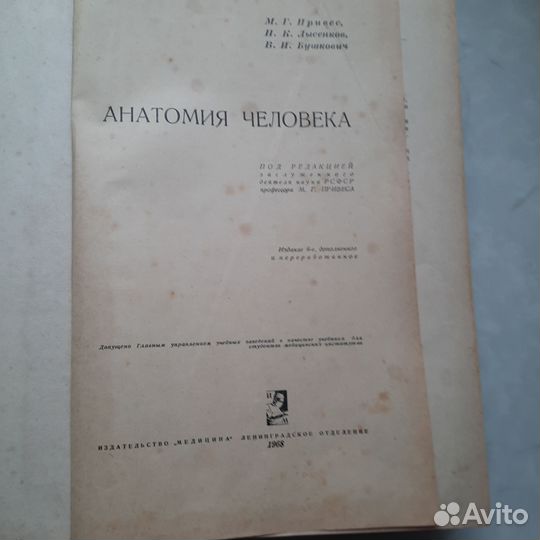 М. Г. Привес,
Н. К. Лысенков,
В. И. Бушкович
АНАТОМИЯ ЧЕЛОВЕКА
ПОД РЕДАКЦИЕЙ
заслуженного
деятеля науки РСФСР
профессора М. Г. ПРИВЕСА
Издание 6-е, дополненное
и переработанное
Допущено Главным управлением учебных заведений в качестве учебника для
студентов медицинских институтов
ИЗДАТЕЛЬСТВО „МЕДИЦИНА“ ЛЕНИНГРАДСКОЕ ОТДЕЛЕНИЕ
1968
Avito